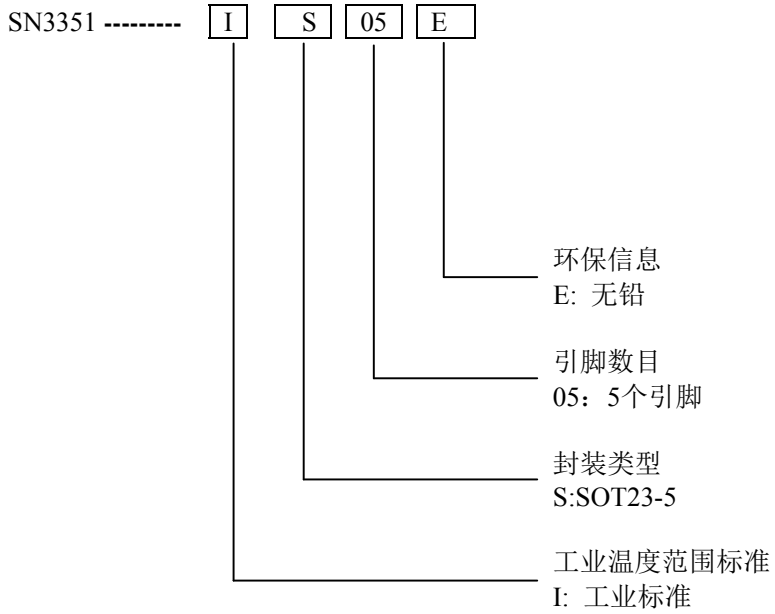 SN3351 --------- I S 05 E
环保信息
E: 无铅
引脚数目
05：5个引脚
封装类型
S:SOT23-5
工业温度范围标准
I: 工业标准